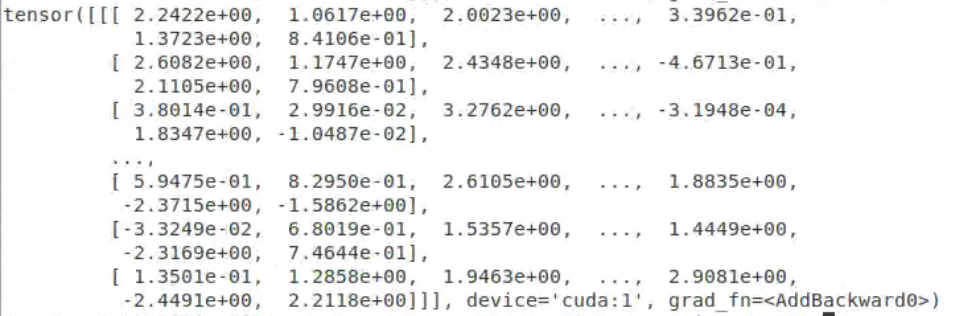 tensor([[[ 2.2422e+00,  1.0617e+00,  2.0023e+00,  ...,  3.3962e-01,
           1.3723e+00,  8.4106e-01],
         [ 2.6082e+00,  1.1747e+00,  2.4348e+00,  ..., -4.6713e-01,
           2.1105e+00,  7.9608e-01],
         [ 3.8014e-01,  2.9916e-02,  3.2762e+00,  ..., -3.1948e-04,
           1.8347e+00, -1.0487e-02],
         ...,
         [ 5.9475e-01,  8.2950e-01,  2.6105e+00,  ...,  1.8835e+00,
          -2.3715e+00, -1.5862e+00],
         [-3.3249e-02,  6.8019e-01,  1.5357e+00,  ...,  1.4449e+00,
          -2.3169e+00,  7.4644e-01],
         [ 1.3501e-01,  1.2858e+00,  1.9463e+00,  ...,  2.9081e+00,
          -2.4491e+00,  2.2118e+00]]], device='cuda:1', grad_fn=<AddBackward0>)